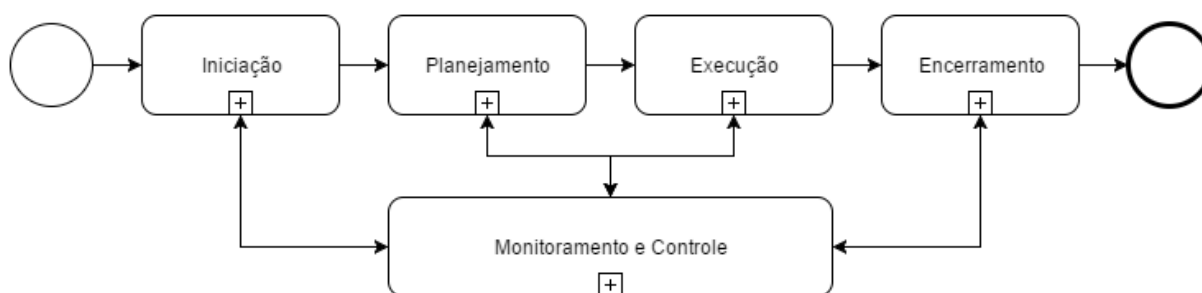 Iniciação
Planejamento
Execução
Encerramento
Monitoramento e Controle